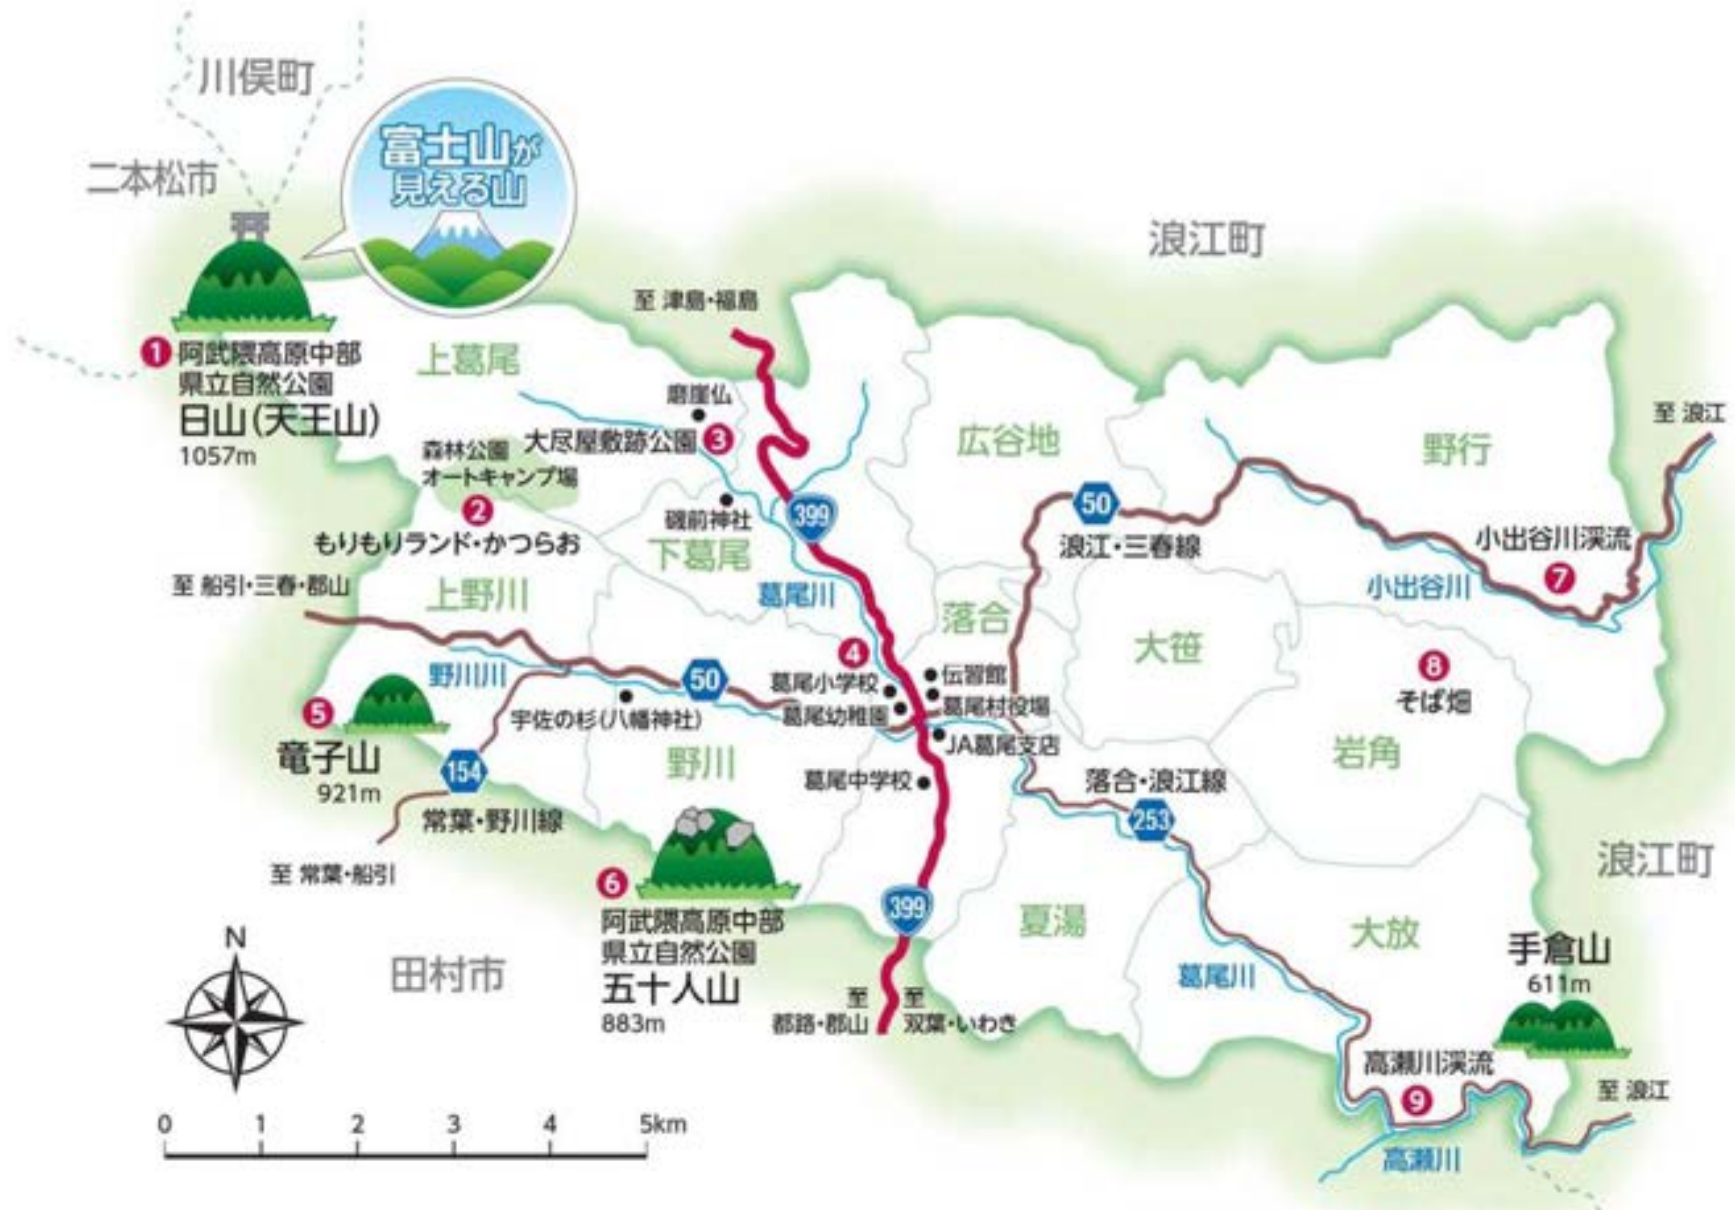 川俣町
富士山が
見える山
二本松市
浪江町
至 津島・福島
❶ 阿武隈高原中部
県立自然公園
日山(天王山)
1057m
上葛尾
磨崖仏
大尽屋敷跡公園 ❸
至 浪江
広谷地
野行
森林公園
オートキャンプ場
❷
もりもりランド・かつらお
磯前神社
399
50
浪江・三春線
小出谷川渓流
❼
小出谷川
下葛尾
葛尾川
至 船引・三春・郡山
上野川
落合
大笹
❽
そば畑
❹
葛尾小学校
伝習館
野川川
50
葛尾幼稚園
葛尾村役場
宇佐の杉(八幡神社)
JA葛尾支店
❺
竜子山
921m
154
常葉・野川線
野川
岩角
葛尾中学校
落合・浪江線
253
浪江町
至 常葉・船引
❻
阿武隈高原中部
県立自然公園
五十人山
883m
399
夏湯
大放
手倉山
611m
N
田村市
葛尾川
至
都路・郡山
至
双葉・いわき
高瀬川渓流
❾
至 浪江
高瀬川
0 1 2 3 4 5km